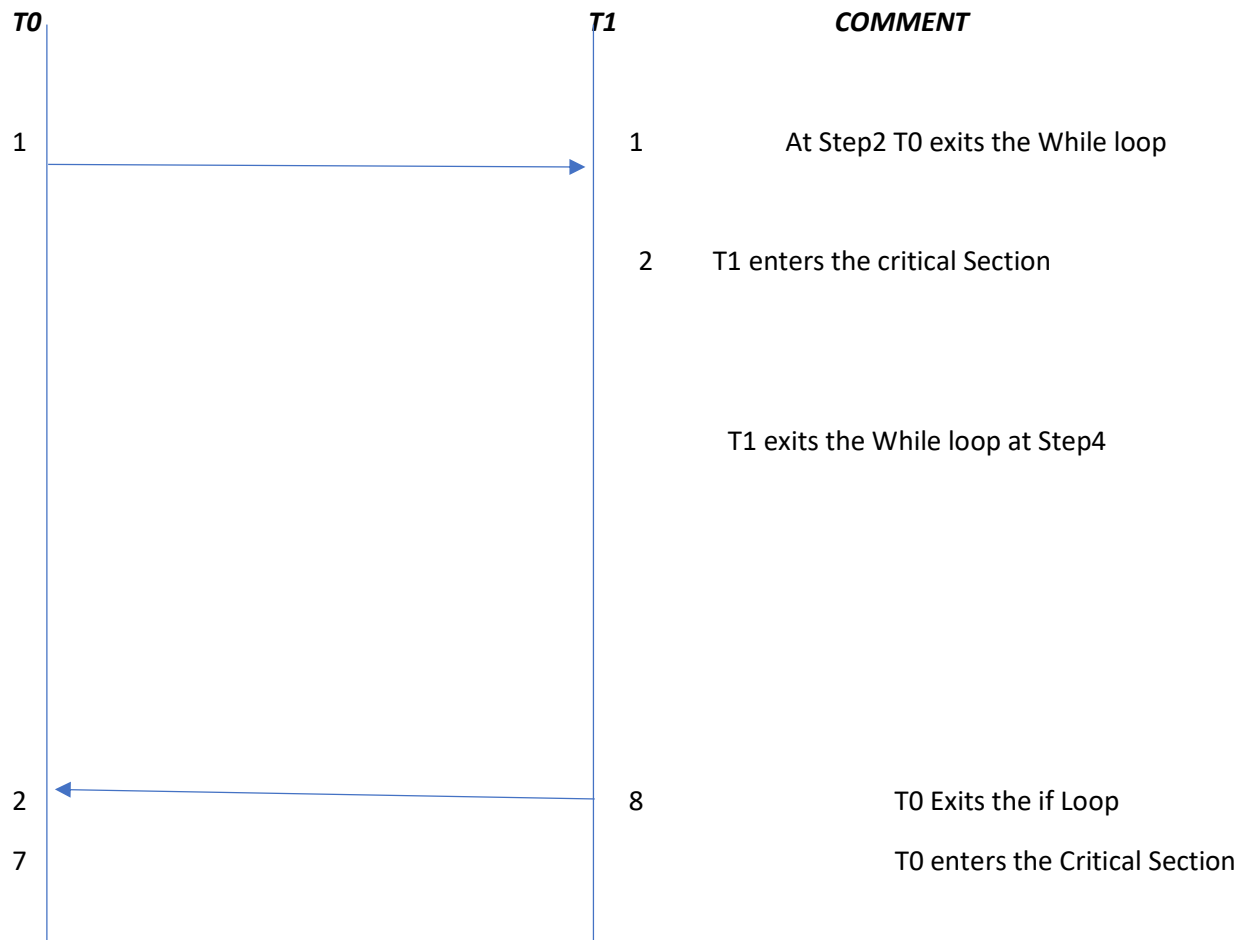 T0 T1 COMMENT
1 1 At Step2 T0 exits the While loop
2 T1 enters the critical Section
T1 exits the While loop at Step4
2 8 T0 Exits the if Loop
7 T0 enters the Critical Section